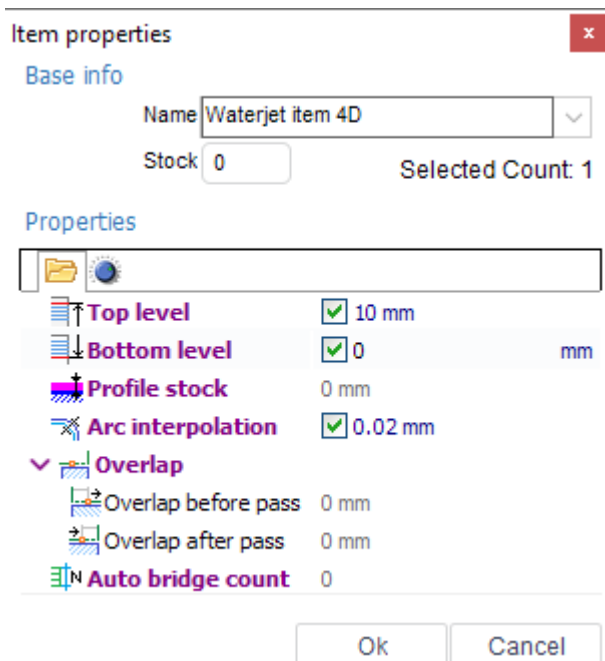 Item properties
x
Base info
Name Waterjet item 4D
Stock 0
Selected Count: 1
Properties
Top level 10 mm
Bottom level 0 mm
Profile stock 0 mm
Arc interpolation 0.02 mm
Overlap
Overlap before pass 0 mm
Overlap after pass 0 mm
N Auto bridge count 0
Ok Cancel